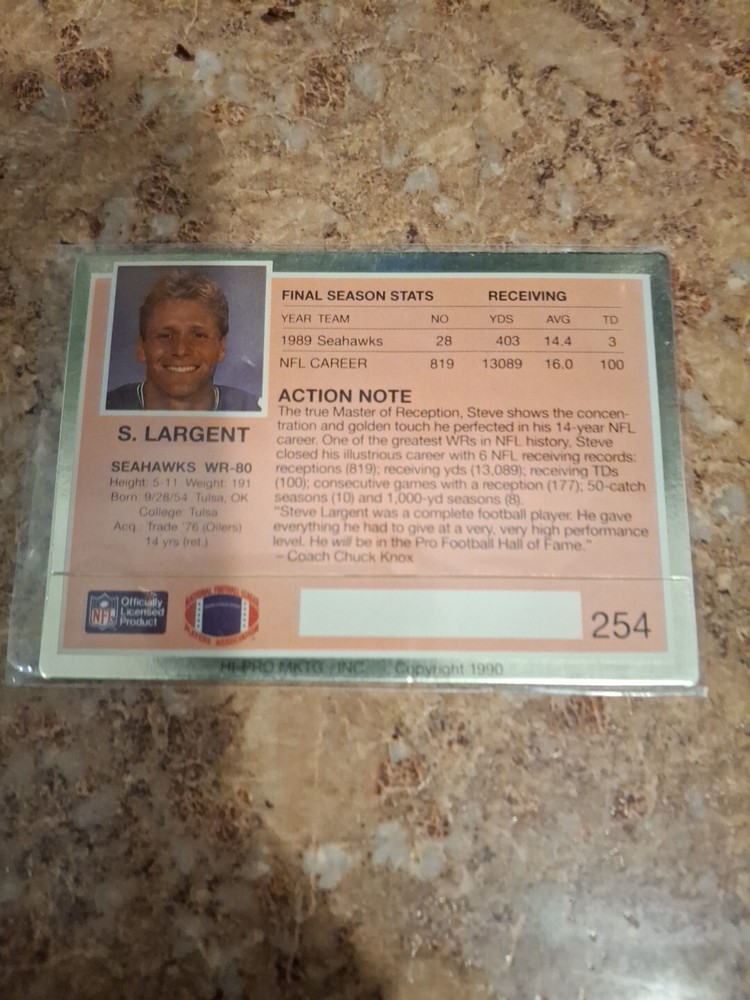 FINAL SEASON STATS RECEIVING
YEAR TEAM NO YDS AVG TD
1989 Seahawks 28 403 14.4 3
NFL CAREER 819 13089 16.0 100
ACTION NOTE
The true Master of Reception, Steve shows the concen-
tration and golden touch he perfected in his 14-year NFL
career. One of the greatest WRs in NFL history, Steve
closed his illustrious career with 6 NFL receiving records:
receptions (819); receiving yds (13,089); receiving TDs
(100); consecutive games with a reception (177); 50-catch
seasons (10) and 1,000-yd seasons (8).
"Steve Largent was a complete football player. He gave
everything he had to give at a very, very high performance
level. He will be in the Pro Football Hall of Fame."
– Coach Chuck Knox
S. LARGENT
SEAHAWKS WR-80
Height: 5-11 Weight: 191
Born: 9/28/54 Tulsa, OK
College: Tulsa
Acq. Trade '76 (Oilers)
14 yrs (ret.)
NFL
Officially
Licensed
Product
NATIONAL FOOTBALL LEAGUE
PLAYERS ASSOCIATION
254
HI-PRO MKTG., INC. Copyright 1990